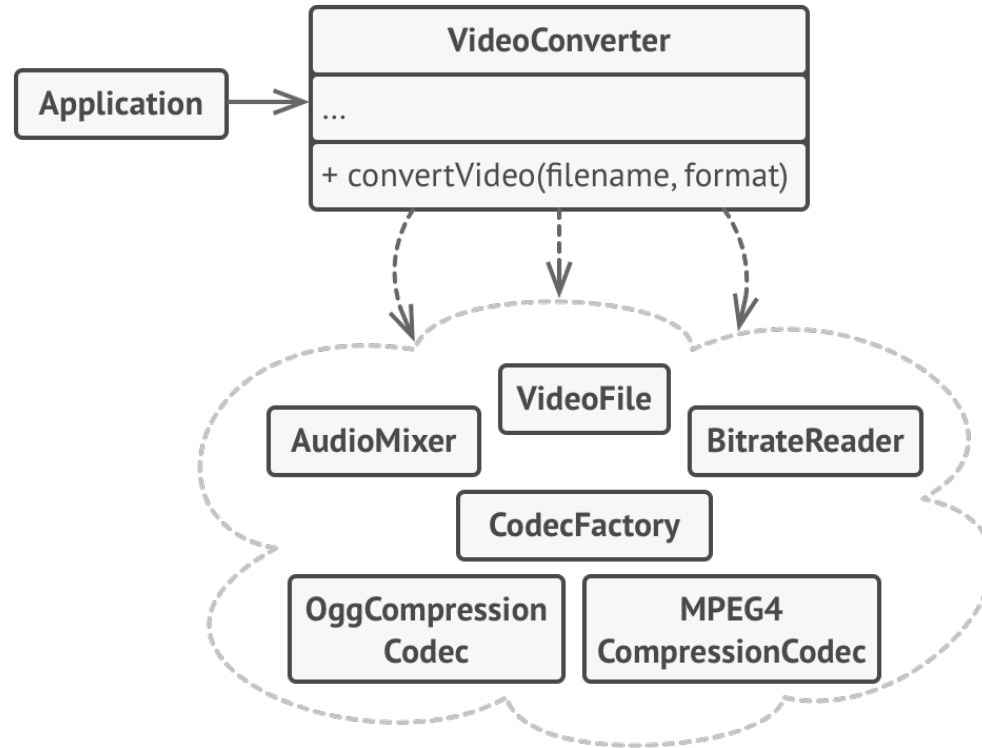 VideoConverter
Application
...
+ convertVideo(filename, format)
VideoFile
AudioMixer
BitrateReader
CodecFactory
OggCompression
Codec
MPEG4
CompressionCodec